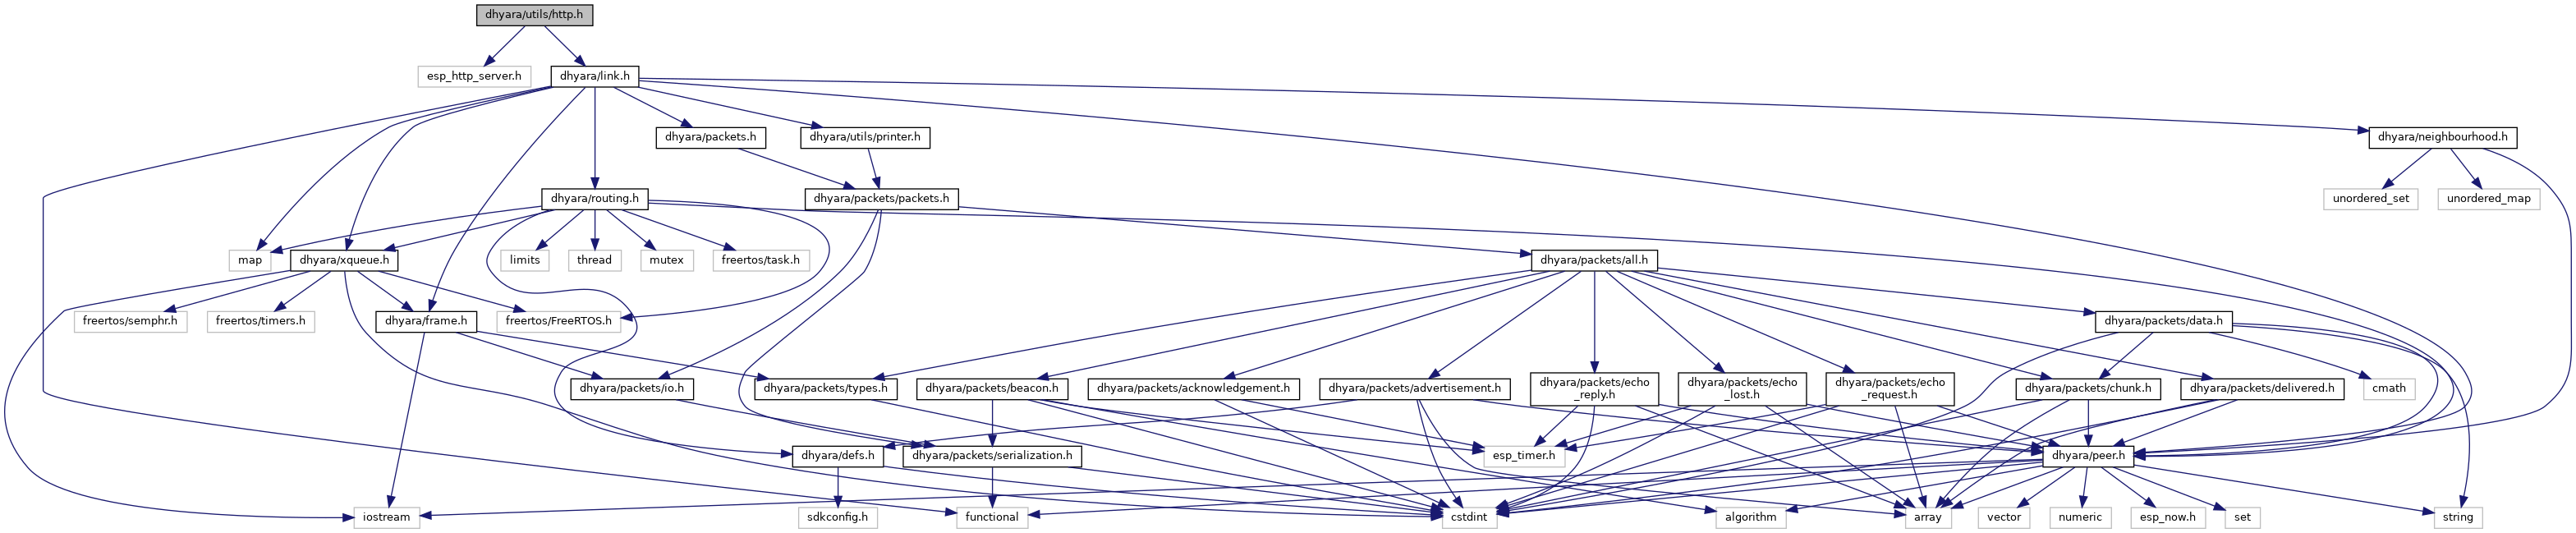 dhyara/utils/http.h
esp_http_server.h
dhyara/link.h
dhyara/packets.h
dhyara/utils/printer.h
dhyara/neighbourhood.h
dhyara/routing.h
dhyara/packets/packets.h
unordered_set
unordered_map
map
dhyara/xqueue.h
limits
thread
mutex
freertos/task.h
dhyara/packets/all.h
freertos/semphr.h
freertos/timers.h
dhyara/frame.h
freertos/FreeRTOS.h
dhyara/packets/data.h
dhyara/packets/io.h
dhyara/packets/types.h
dhyara/packets/beacon.h
dhyara/packets/acknowledgement.h
dhyara/packets/advertisement.h
dhyara/packets/echo
_reply.h
dhyara/packets/echo
_lost.h
dhyara/packets/echo
_request.h
dhyara/packets/chunk.h
dhyara/packets/delivered.h
cmath
dhyara/defs.h
dhyara/packets/serialization.h
esp_timer.h
dhyara/peer.h
iostream
sdkconfig.h
functional
cstdint
algorithm
array
vector
numeric
esp_now.h
set
string